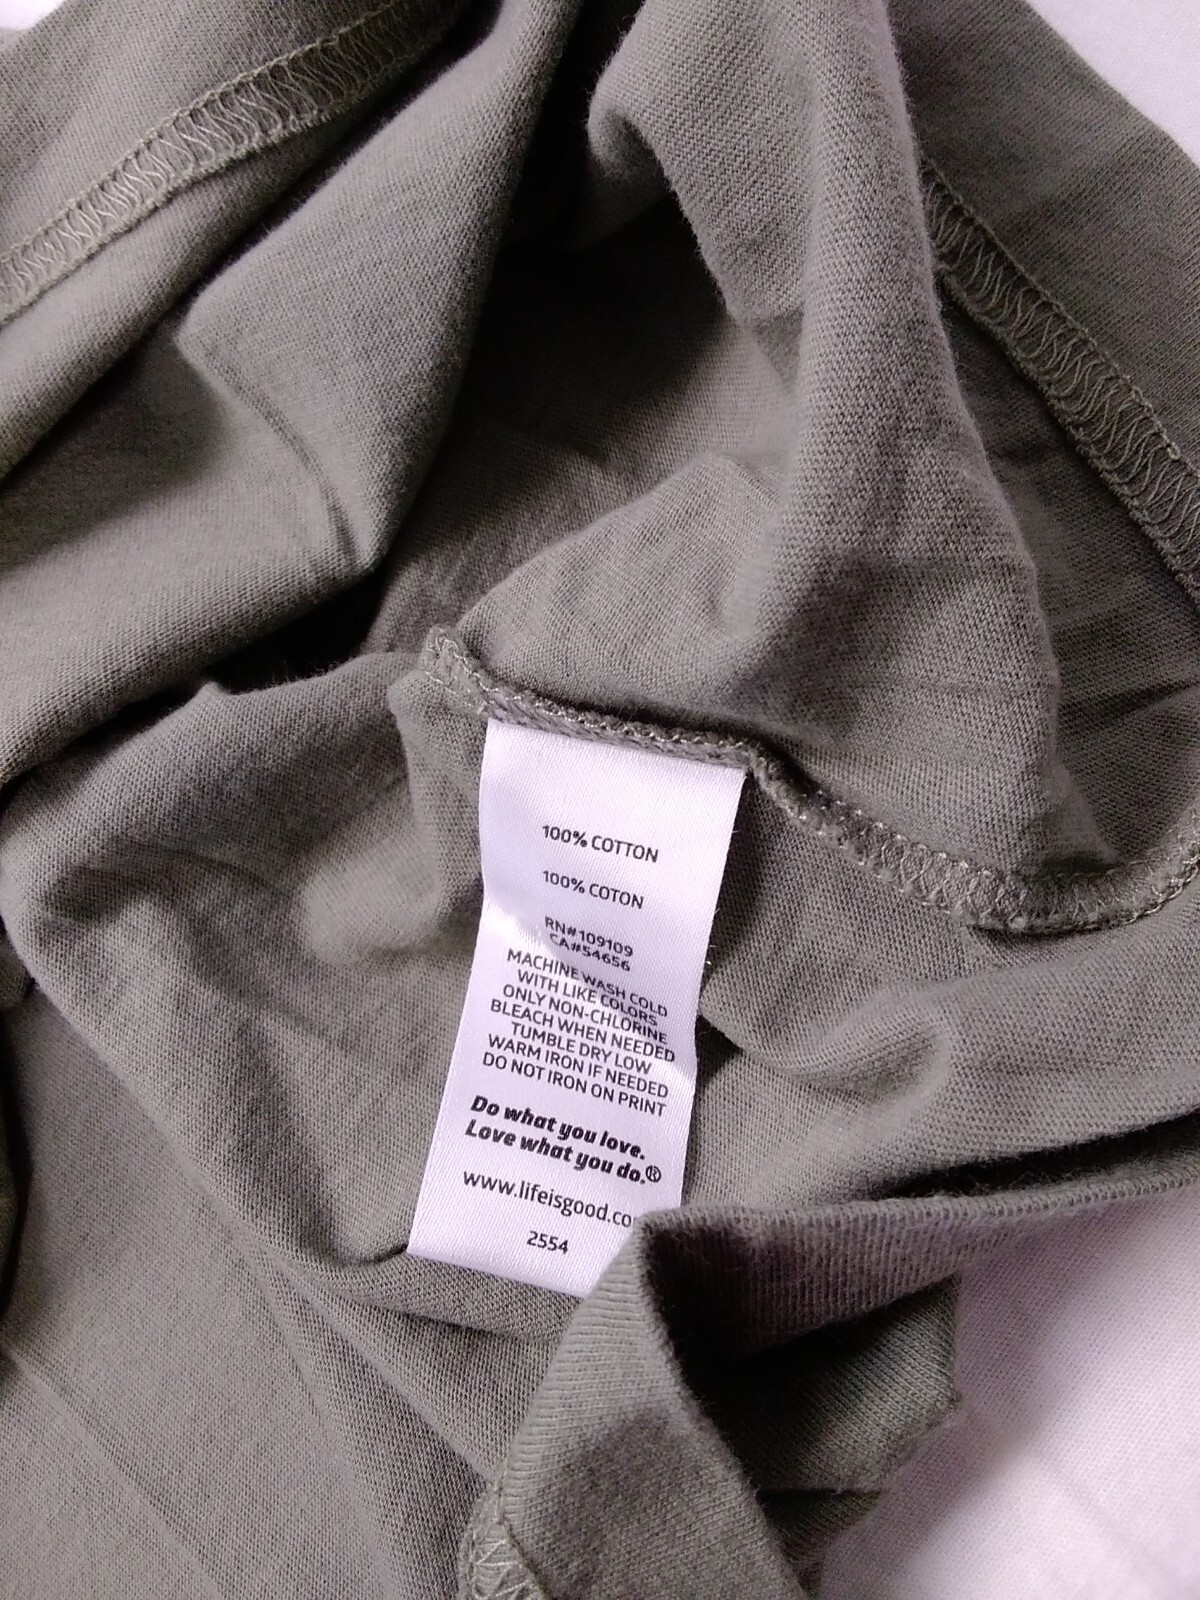 100% COTTON
100% COTON
RN#109109
CA#54656
MACHINE WASH COLD
WITH LIKE COLORS
ONLY NON-CHLORINE
BLEACH WHEN NEEDED
TUMBLE DRY LOW
WARM IRON IF NEEDED
DO NOT IRON ON PRINT
Do what you love.
Love what you do.®
www.lifeisgood.co
2554